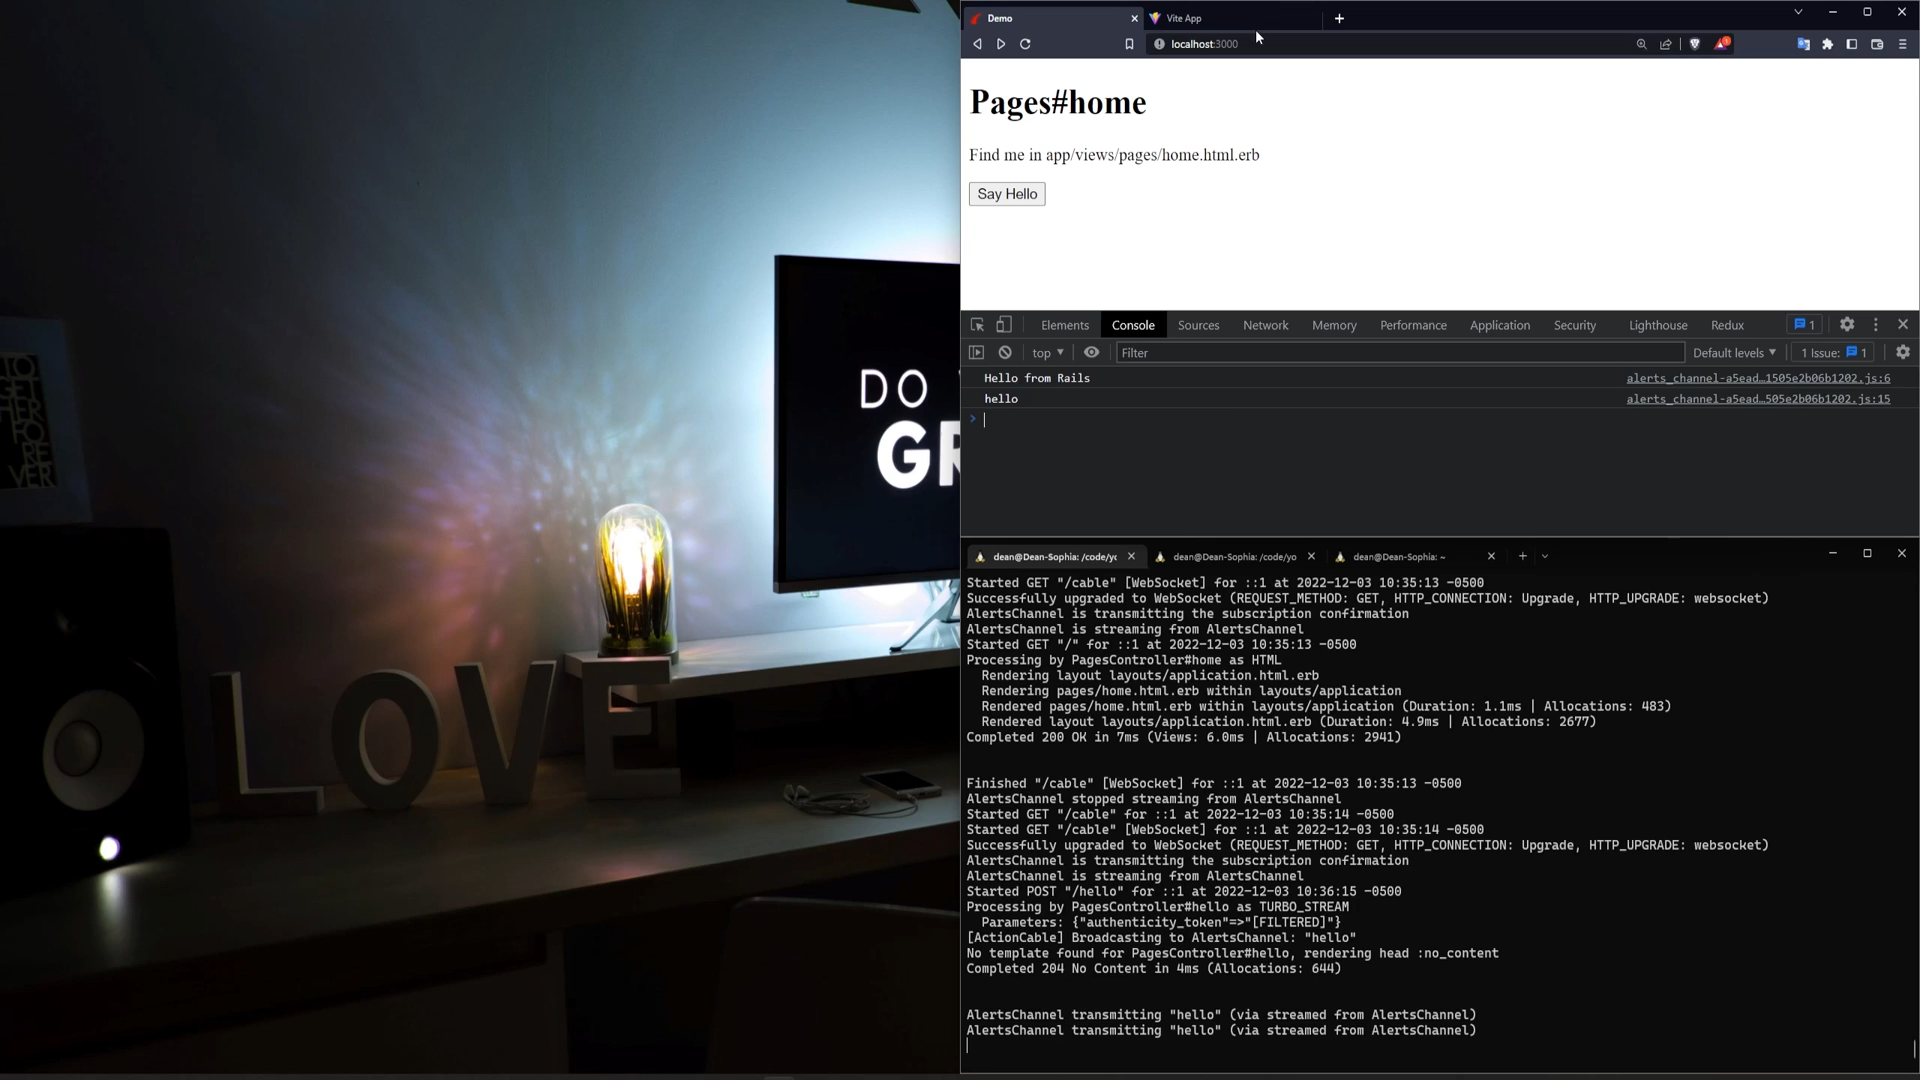 TO
GET
HER
FOR
RE
VER
DO
GR
LOVE
Demo
Vite App
localhost:3000
Pages#home
Find me in app/views/pages/home.html.erb
Say Hello
Elements Console Sources Network Memory Performance Application Security Lighthouse Redux 1
top Filter Default levels 1 Issue: 1
Hello from Rails alerts_channel-a5ead…1505e2b06b1202.js:6
hello alerts_channel-a5ead…505e2b06b1202.js:15
dean@Dean-Sophia: /code/yo dean@Dean-Sophia: /code/yo dean@Dean-Sophia: ~
Started GET "/cable" [WebSocket] for ::1 at 2022-12-03 10:35:13 -0500
Successfully upgraded to WebSocket (REQUEST_METHOD: GET, HTTP_CONNECTION: Upgrade, HTTP_UPGRADE: websocket)
AlertsChannel is transmitting the subscription confirmation
AlertsChannel is streaming from AlertsChannel
Started GET "/" for ::1 at 2022-12-03 10:35:13 -0500
Processing by PagesController#home as HTML
Rendering layout layouts/application.html.erb
Rendering pages/home.html.erb within layouts/application
Rendered pages/home.html.erb within layouts/application (Duration: 1.1ms | Allocations: 483)
Rendered layout layouts/application.html.erb (Duration: 4.9ms | Allocations: 2677)
Completed 200 OK in 7ms (Views: 6.0ms | Allocations: 2941)
Finished "/cable" [WebSocket] for ::1 at 2022-12-03 10:35:13 -0500
AlertsChannel stopped streaming from AlertsChannel
Started GET "/cable" for ::1 at 2022-12-03 10:35:14 -0500
Started GET "/cable" [WebSocket] for ::1 at 2022-12-03 10:35:14 -0500
Successfully upgraded to WebSocket (REQUEST_METHOD: GET, HTTP_CONNECTION: Upgrade, HTTP_UPGRADE: websocket)
AlertsChannel is transmitting the subscription confirmation
AlertsChannel is streaming from AlertsChannel
Started POST "/hello" for ::1 at 2022-12-03 10:36:15 -0500
Processing by PagesController#hello as TURBO_STREAM
Parameters: {"authenticity_token"=>"[FILTERED]"}
[ActionCable] Broadcasting to AlertsChannel: "hello"
No template found for PagesController#hello, rendering head :no_content
Completed 204 No Content in 4ms (Allocations: 644)
AlertsChannel transmitting "hello" (via streamed from AlertsChannel)
AlertsChannel transmitting "hello" (via streamed from AlertsChannel)